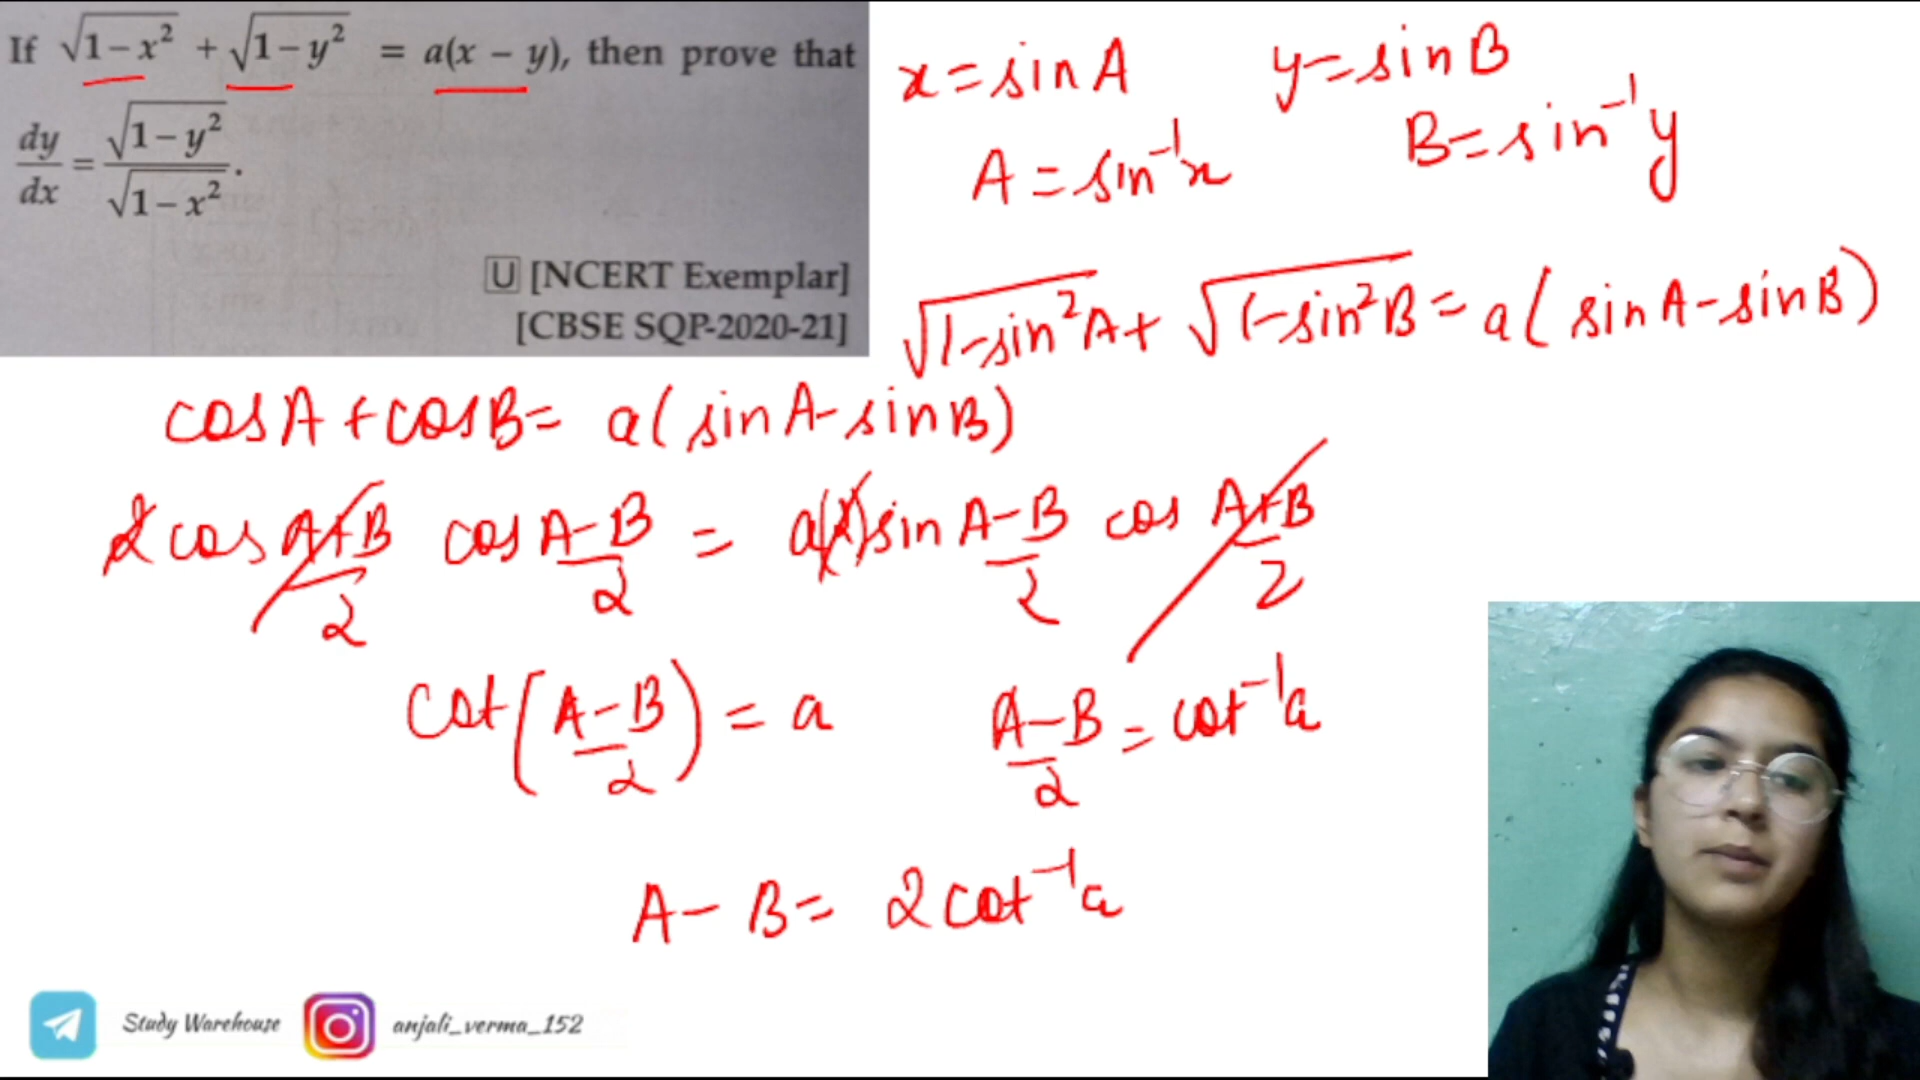 If √1-x² + √1-y² = a(x - y), then prove that
dy/dx = √1-y²/√1-x².
U [NCERT Exemplar]
[CBSE SQP-2020-21]
x = sin A y = sin B
A = sin⁻¹x B = sin⁻¹y
√1-sin²A + √1-sin²B = a( sin A - sin B)
cos A + cos B = a( sin A - sin B)
2 cos A+B/2 cos A-B/2 = a(2) sin A-B/2 cos A+B/2
cot(A-B/2) = a A-B/2 = cot⁻¹a
A - B = 2 cot⁻¹a
Study Warehouse anjali_verma_152